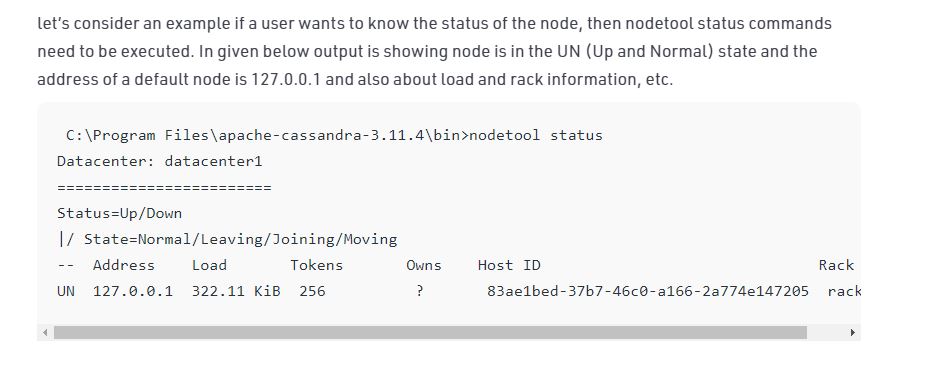 let's consider an example if a user wants to know the status of the node, then nodetool status commands
need to be executed. In given below output is showing node is in the UN (Up and Normal) state and the
address of a default node is 127.0.0.1 and also about load and rack information, etc.
C:\Program Files\apache-cassandra-3.11.4\bin>nodetool status
Datacenter: datacenter1
========================
Status=Up/Down
|/ State=Normal/Leaving/Joining/Moving
-- Address Load Tokens Owns Host ID Rack
UN 127.0.0.1 322.11 KiB 256 ? 83ae1bed-37b7-46c0-a166-2a774e147205 rack